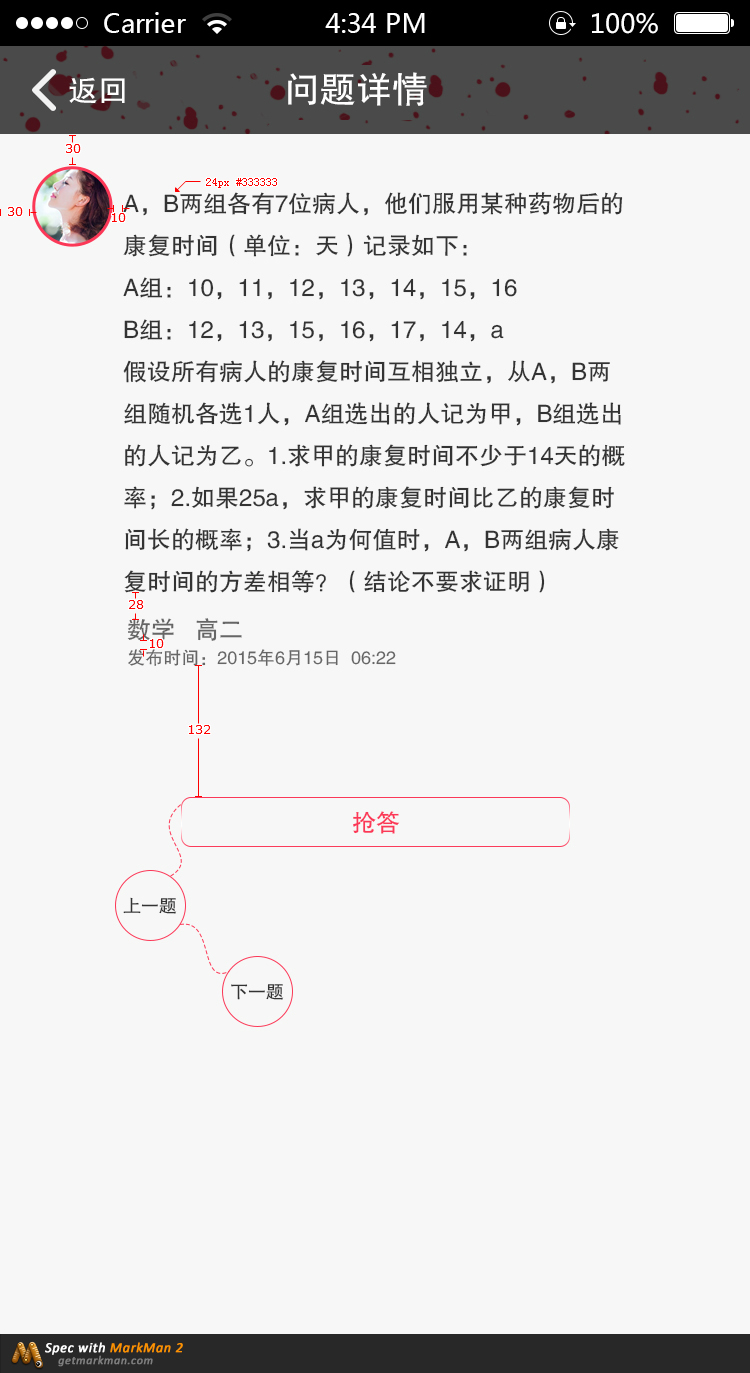 Carrier 4:34 PM 100%
返回 问题详情
30
24px #333333
30
10
A，B两组各有7位病人，他们服用某种药物后的
康复时间（单位：天）记录如下：
A组：10，11，12，13，14，15，16
B组：12，13，15，16，17，14，a
假设所有病人的康复时间互相独立，从A，B两
组随机各选1人，A组选出的人记为甲，B组选出
的人记为乙。1.求甲的康复时间不少于14天的概
率；2.如果25a，求甲的康复时间比乙的康复时
间长的概率；3.当a为何值时，A，B两组病人康
复时间的方差相等？（结论不要求证明）
28
数学 高二
10
发布时间：2015年6月15日 06:22
132
抢答
上一题
下一题
Spec with MarkMan 2
getmarkman.com